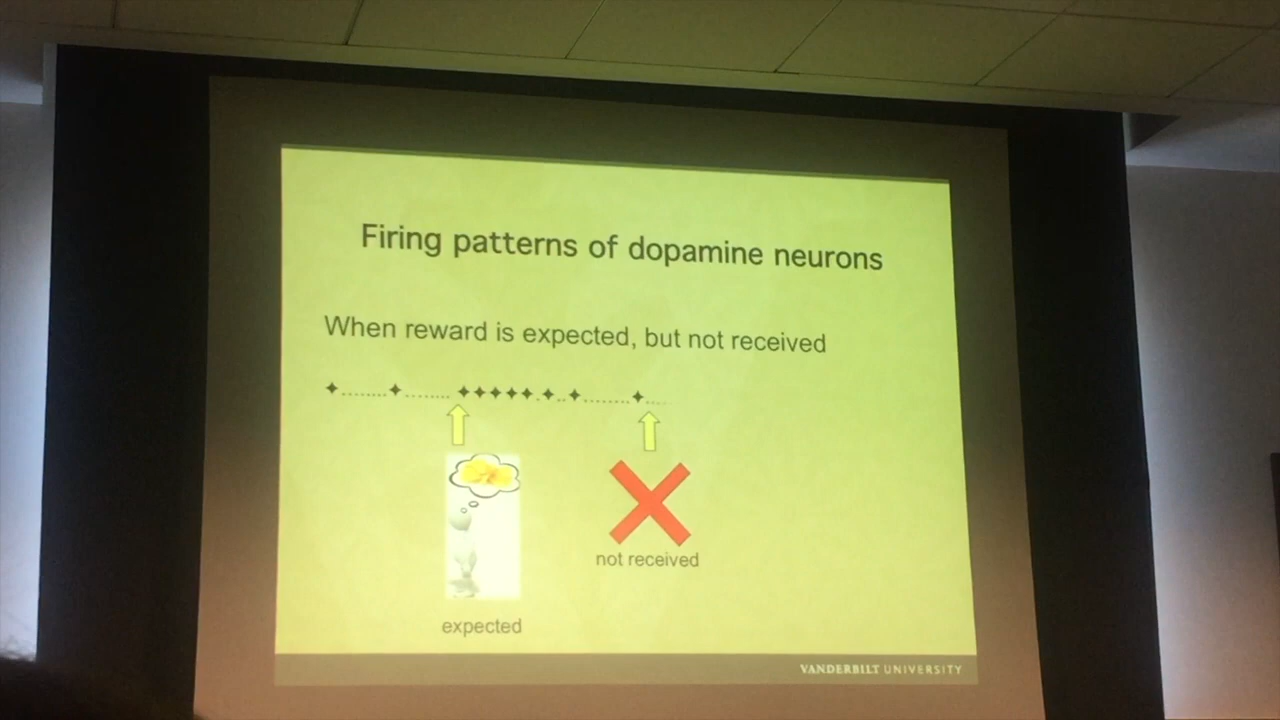 Firing patterns of dopamine neurons
When reward is expected, but not received
not received
expected
VANDERBILT UNIVERSITY